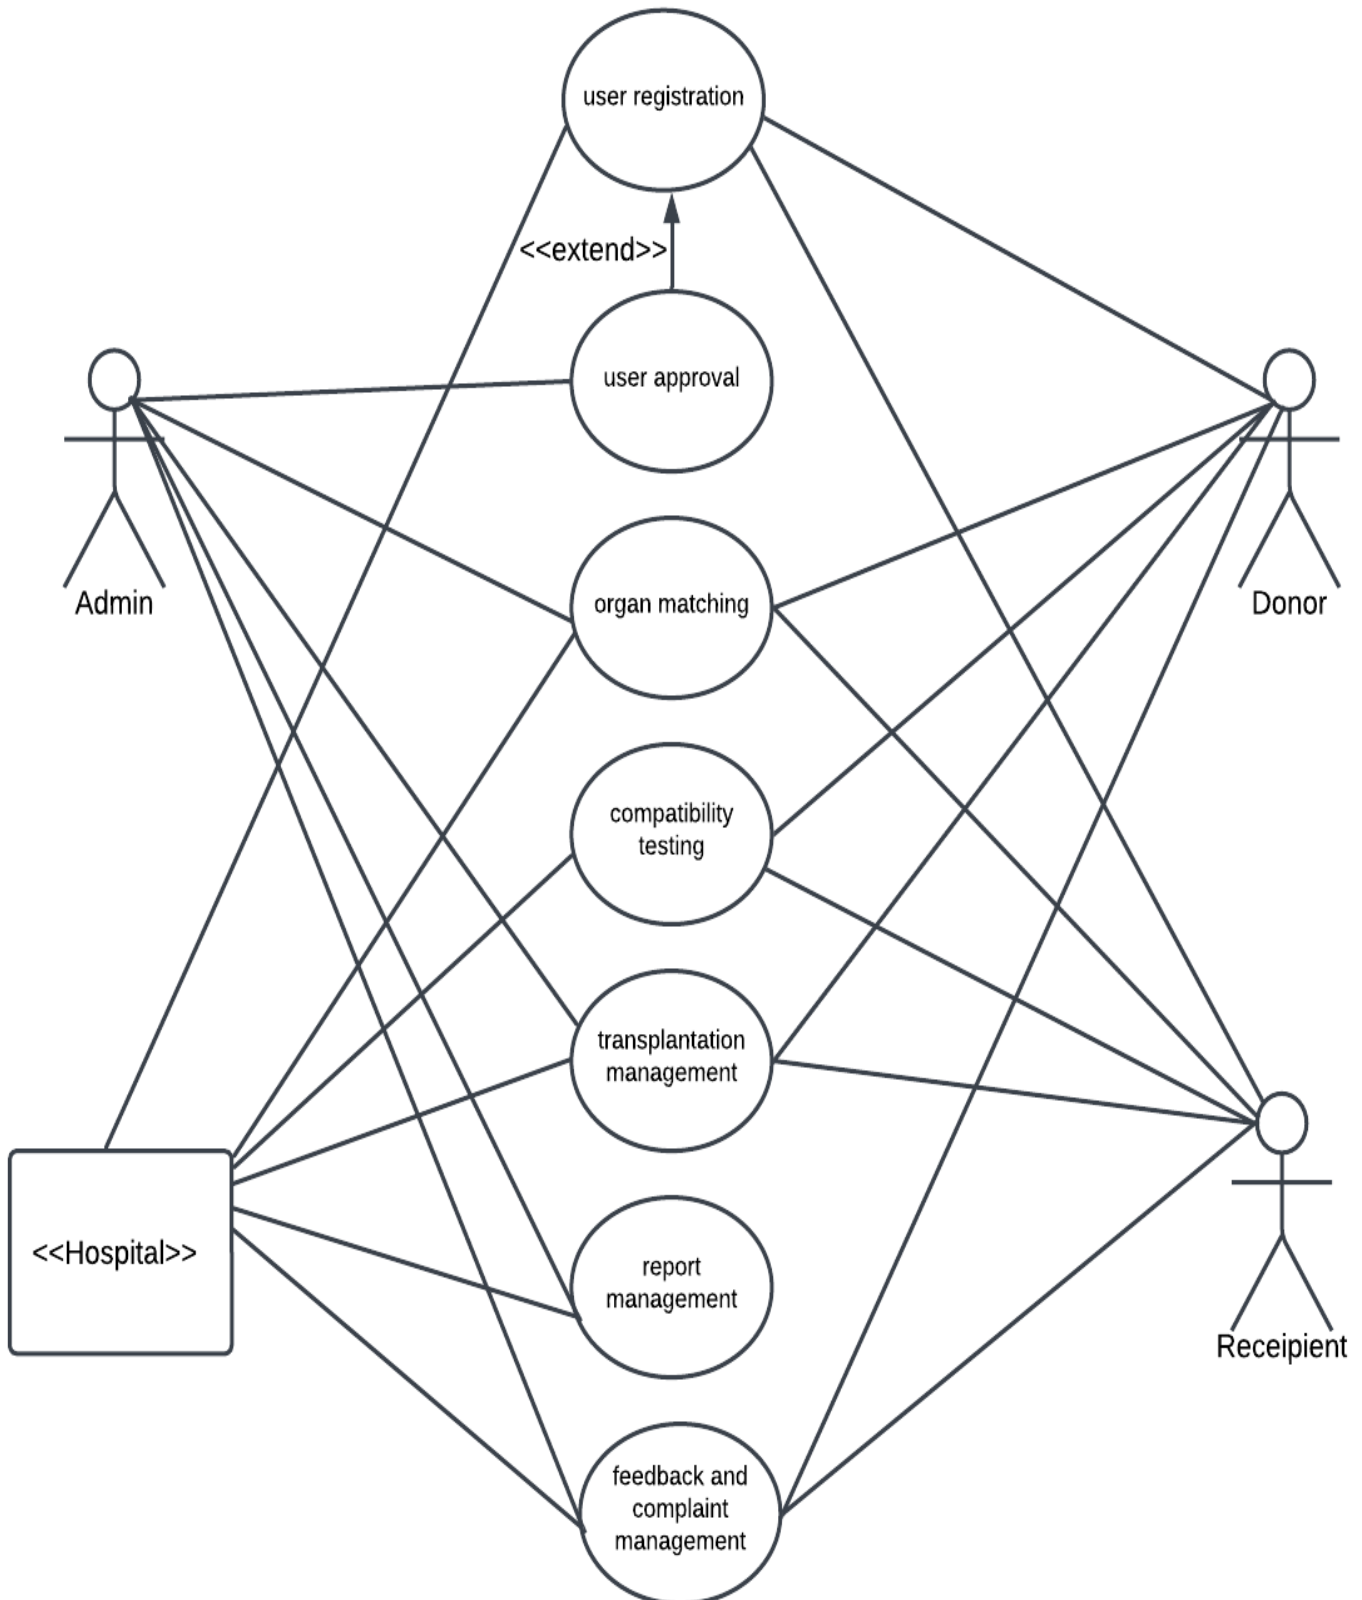 user registration
<<extend>>
user approval
organ matching
Admin
Donor
compatibility
testing
transplantation
management
<<Hospital>>
report
management
Receipient
feedback and
complaint
management